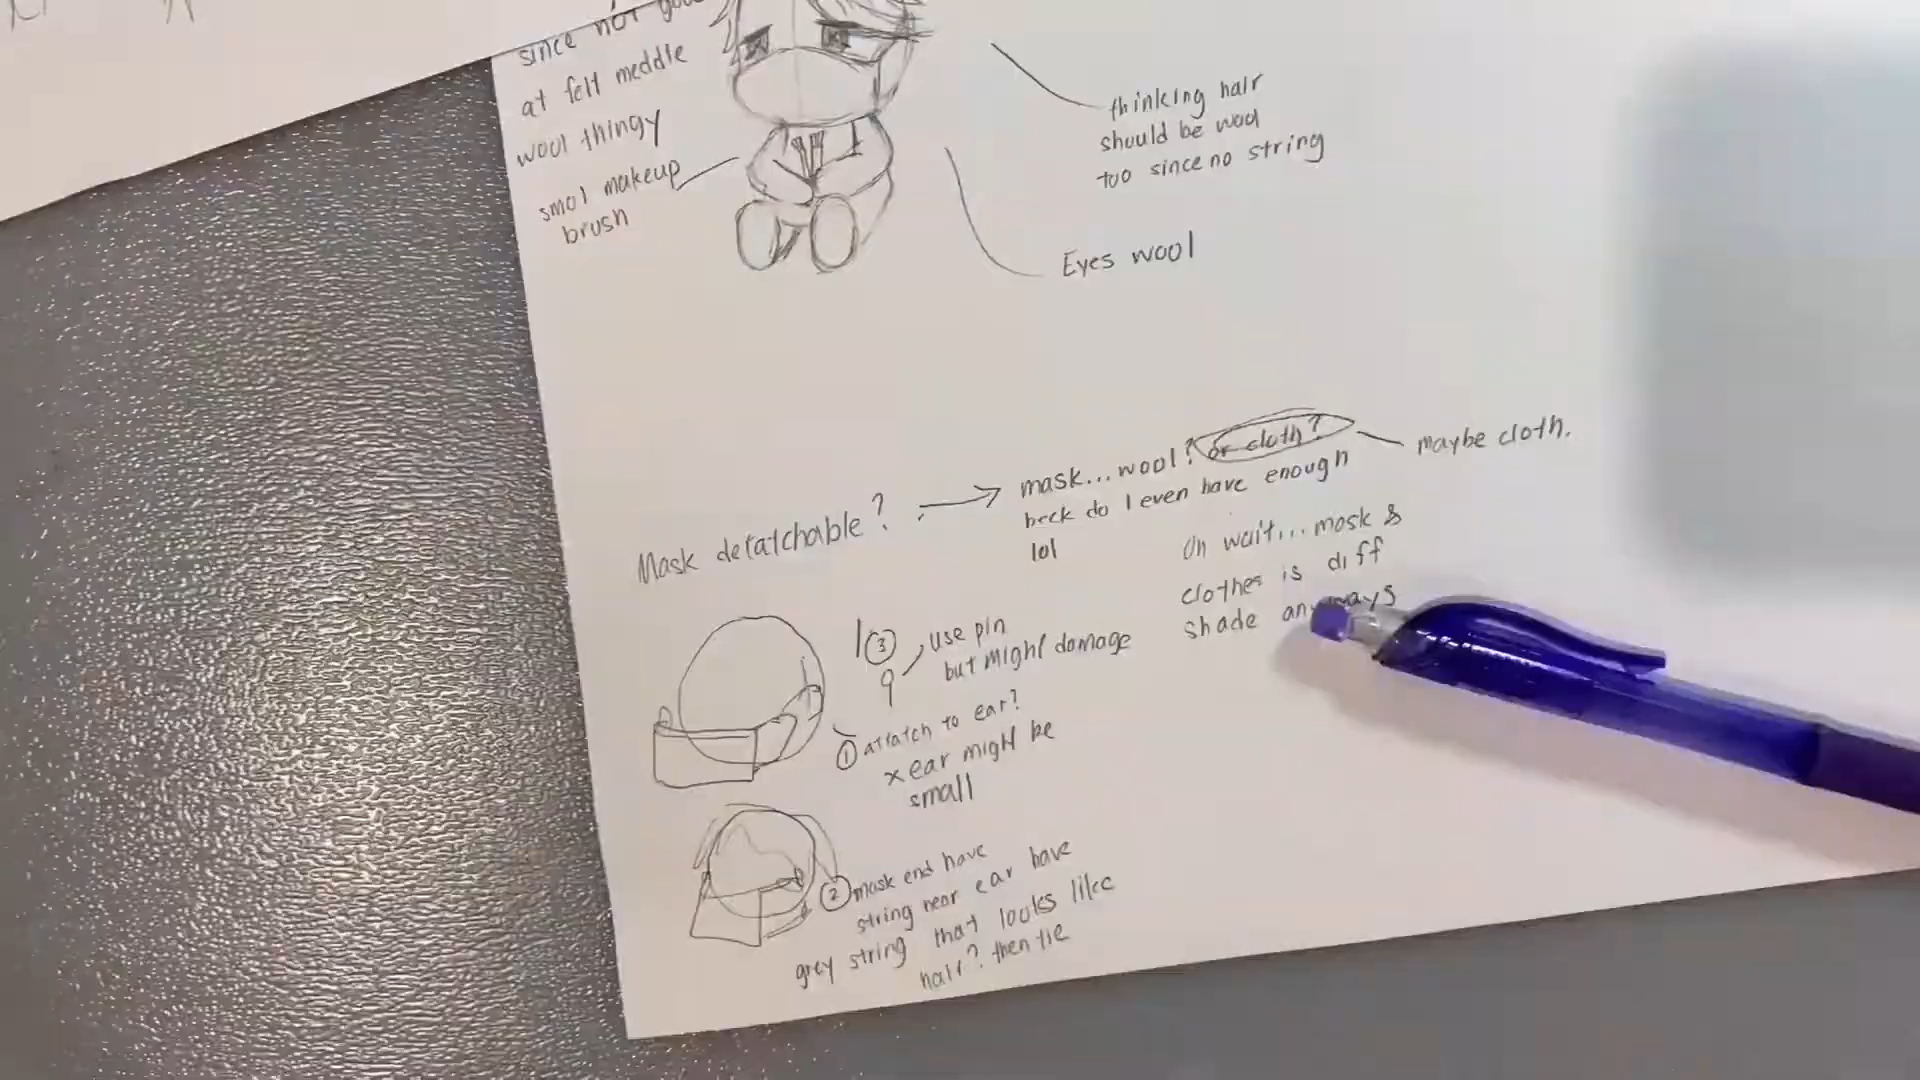 since not
at felt meddle
wool thingy
smol makeup
brush
thinking hair
should be wool
too since no string
Eyes wool
Mask detatchable?
mask...wool? or cloth?
heck do I even have enough
lol
maybe cloth.
Oh wait... mask &
clothes is diff
shade anyways
③ use pin
but might damage
① attatch to ear?
x ear might be
small
② mask end have
string near ear have
grey string that looks like
hair? then tie